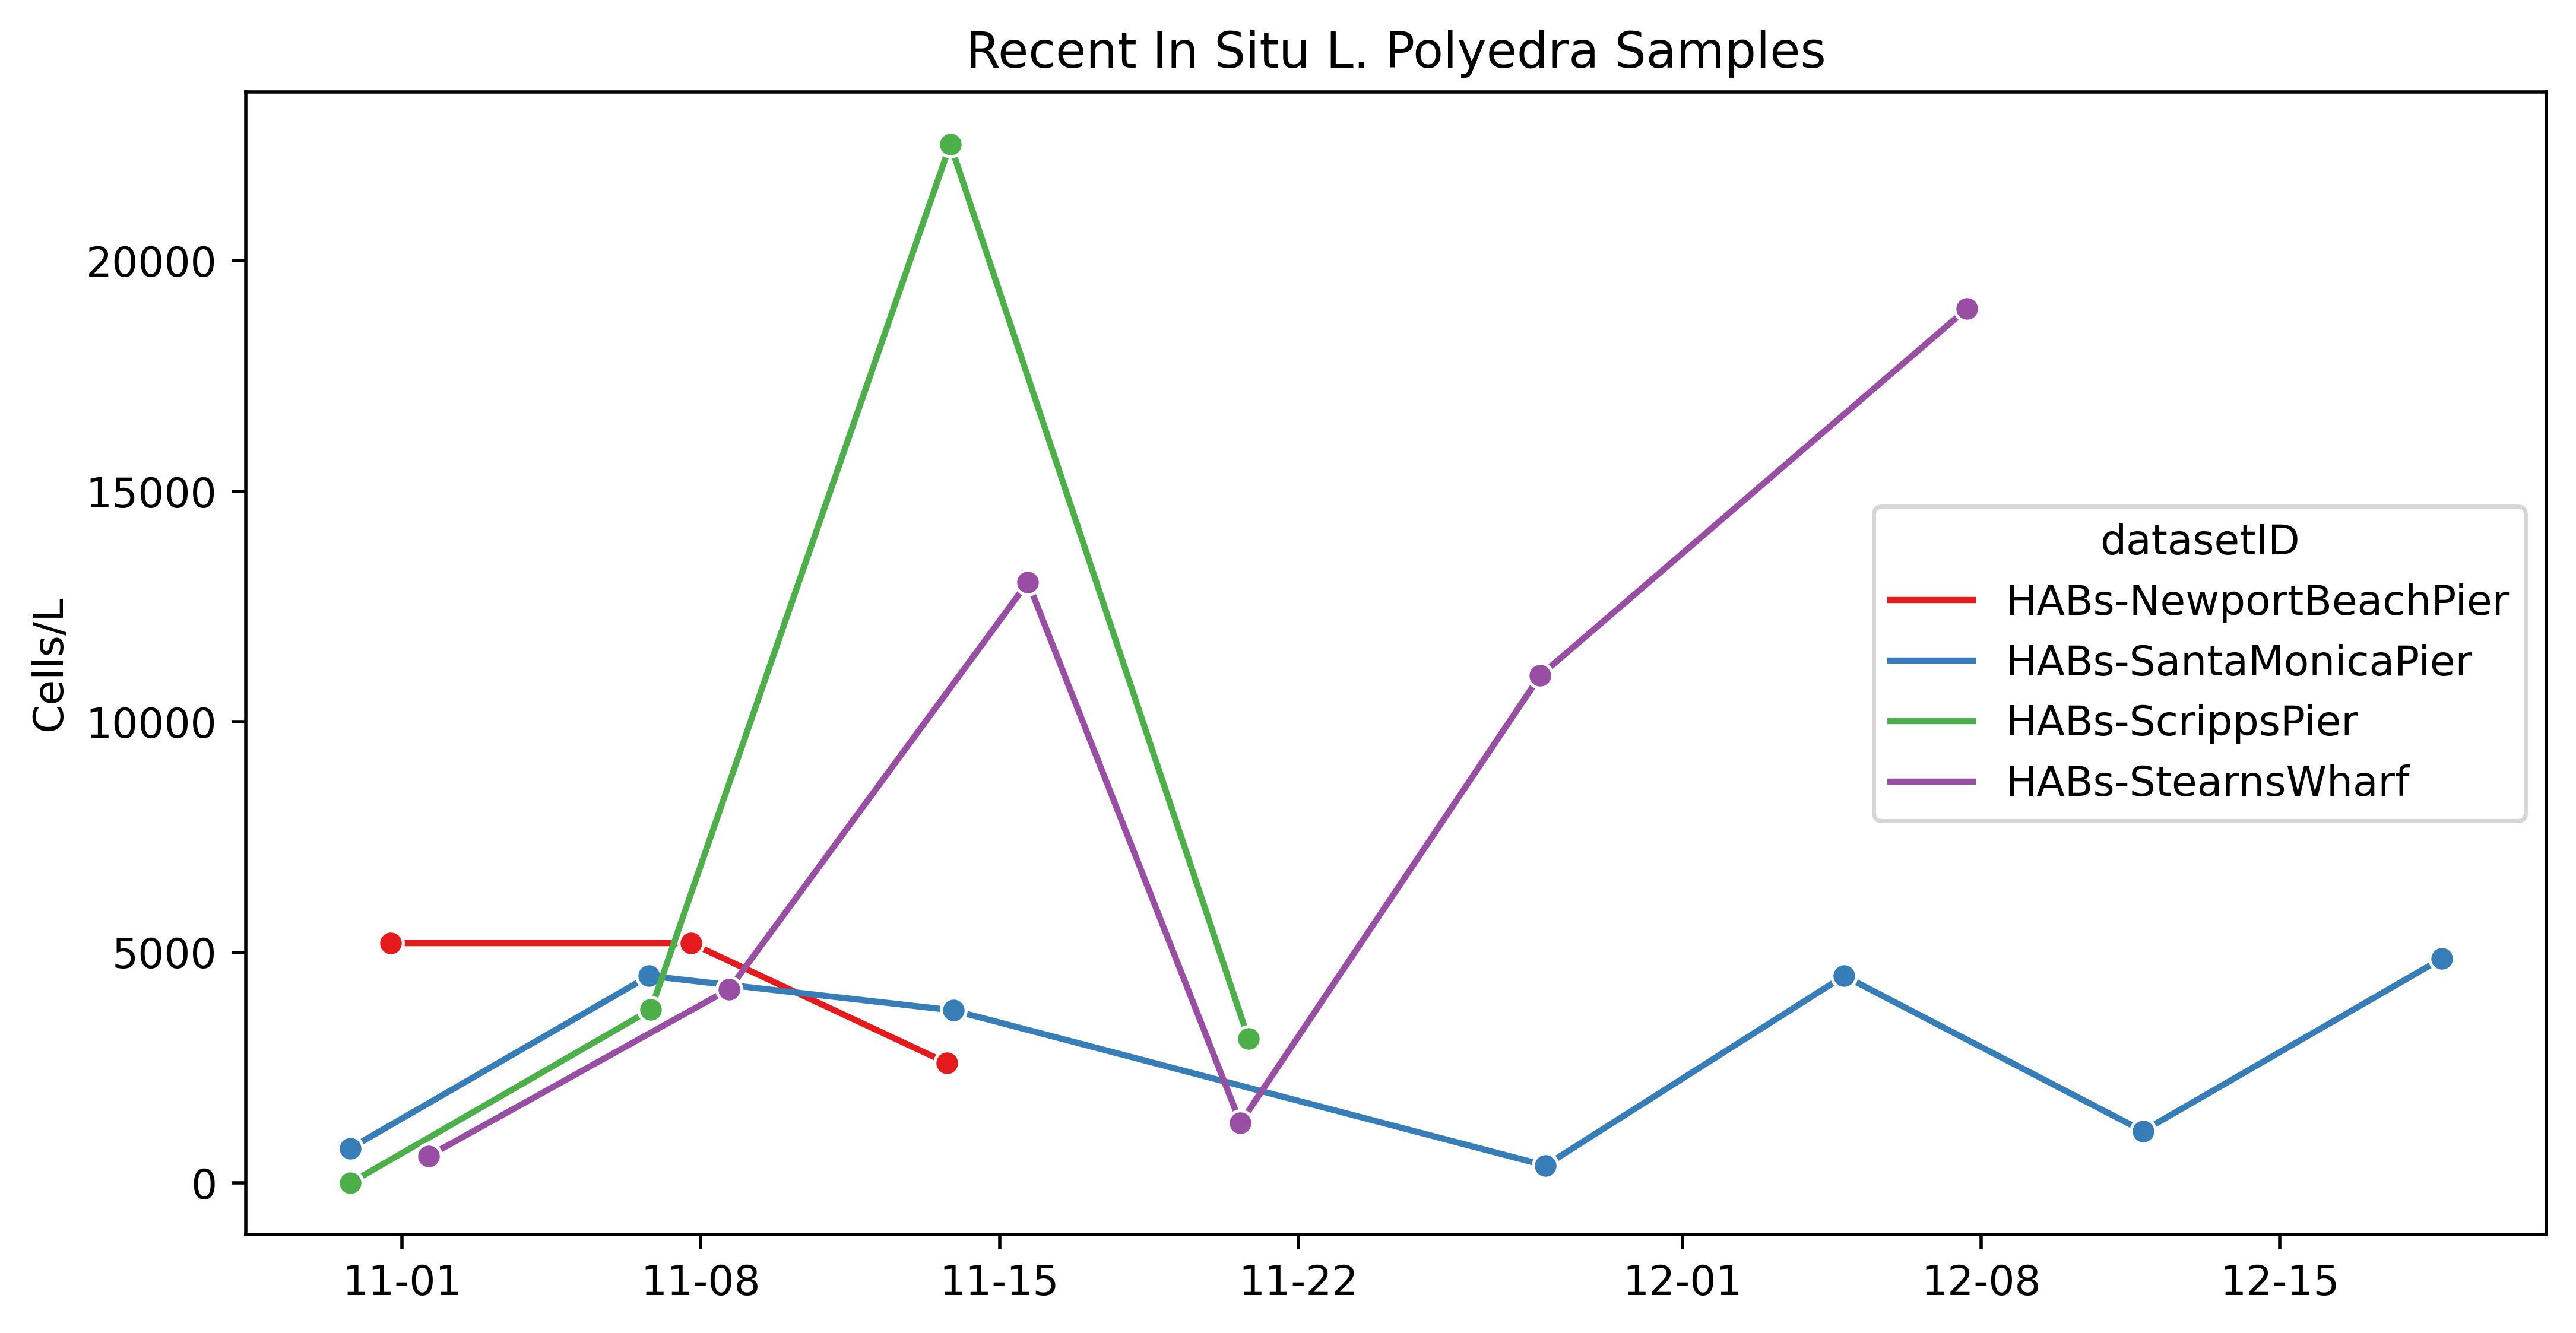 Recent In Situ L. Polyedra Samples
Cells/L
20000
15000
10000
5000
0
datasetID
HABs-NewportBeachPier
HABs-SantaMonicaPier
HABs-ScrippsPier
HABs-StearnsWharf
11-01 11-08 11-15 11-22 12-01 12-08 12-15